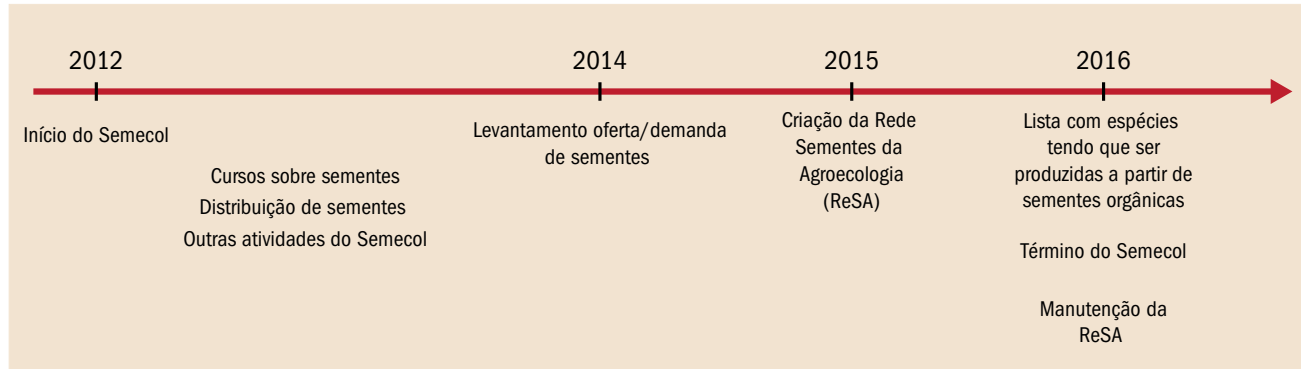 2012
2014
2015
2016
Início do Semecol
Cursos sobre sementes
Distribuição de sementes
Outras atividades do Semecol
Levantamento oferta/demanda
de sementes
Criação da Rede
Sementes da
Agroecologia
(ReSA)
Lista com espécies
tendo que ser
produzidas a partir de
sementes orgânicas
Término do Semecol
Manutenção da
ReSA